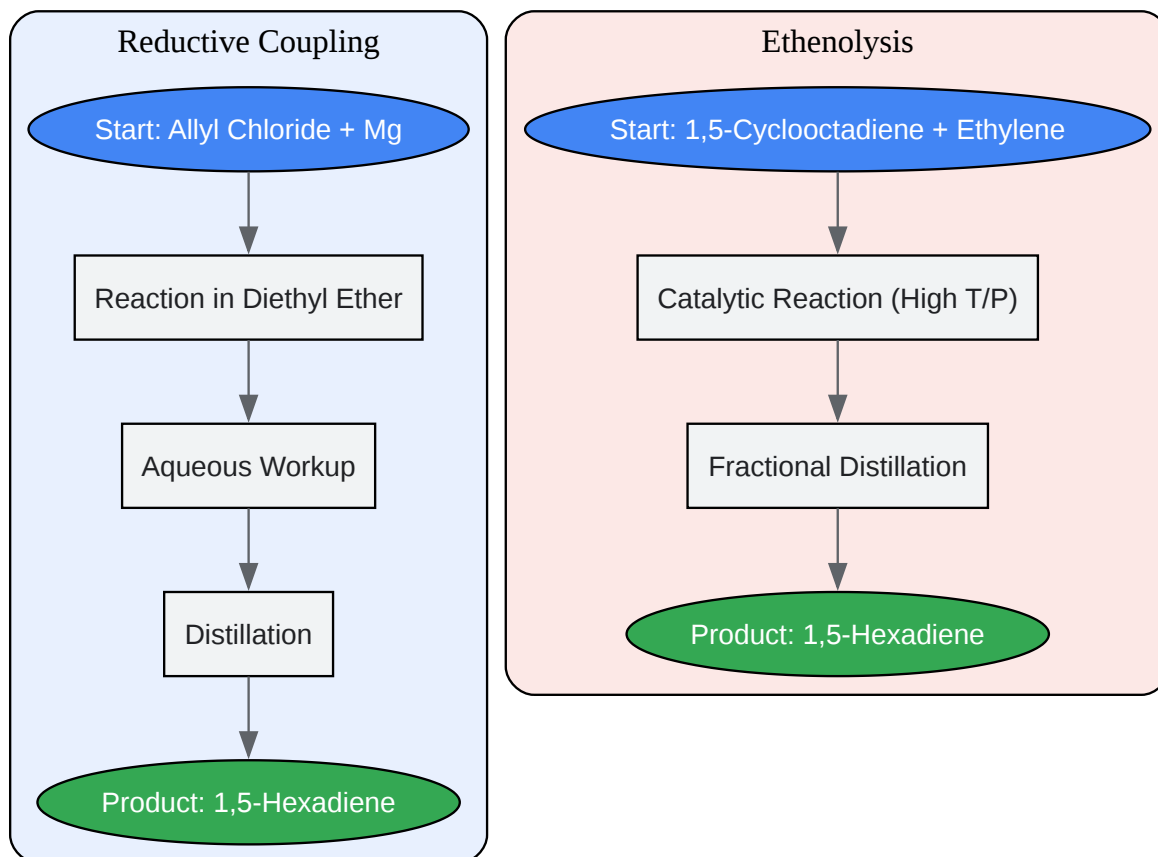 Reductive Coupling
Start: Allyl Chloride + Mg
Reaction in Diethyl Ether
Aqueous Workup
Distillation
Product: 1,5-Hexadiene
Ethenolysis
Start: 1,5-Cyclooctadiene + Ethylene
Catalytic Reaction (High T/P)
Fractional Distillation
Product: 1,5-Hexadiene